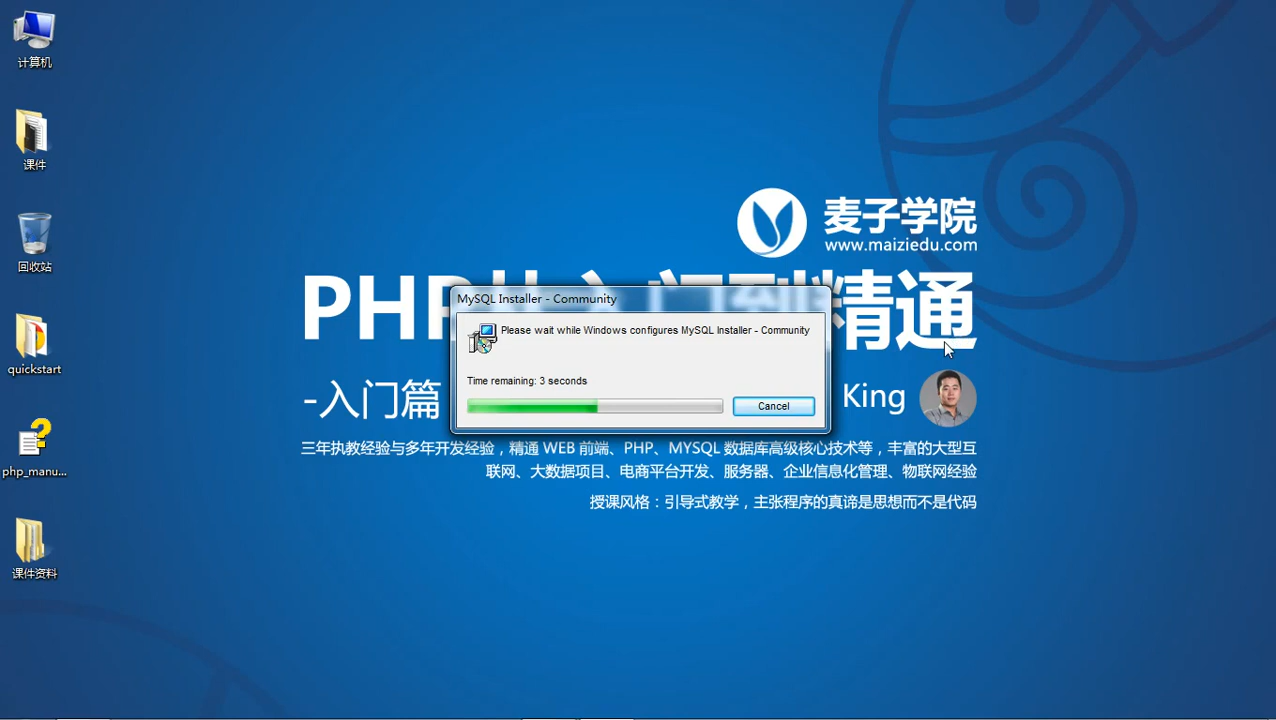 计算机
课件
回收站
quickstart
php_manu...
课件资料
麦子学院
www.maiziedu.com
精通
MySQL Installer - Community
Please wait while Windows configures MySQL Installer - Community
Time remaining: 3 seconds
Cancel
-入门篇
King
三年执教经验与多年开发经验，精通 WEB 前端、PHP、MYSQL 数据库高级核心技术等，丰富的大型互
联网、大数据项目、电商平台开发、服务器、企业信息化管理、物联网经验
授课风格：引导式教学，主张程序的真谛是思想而不是代码